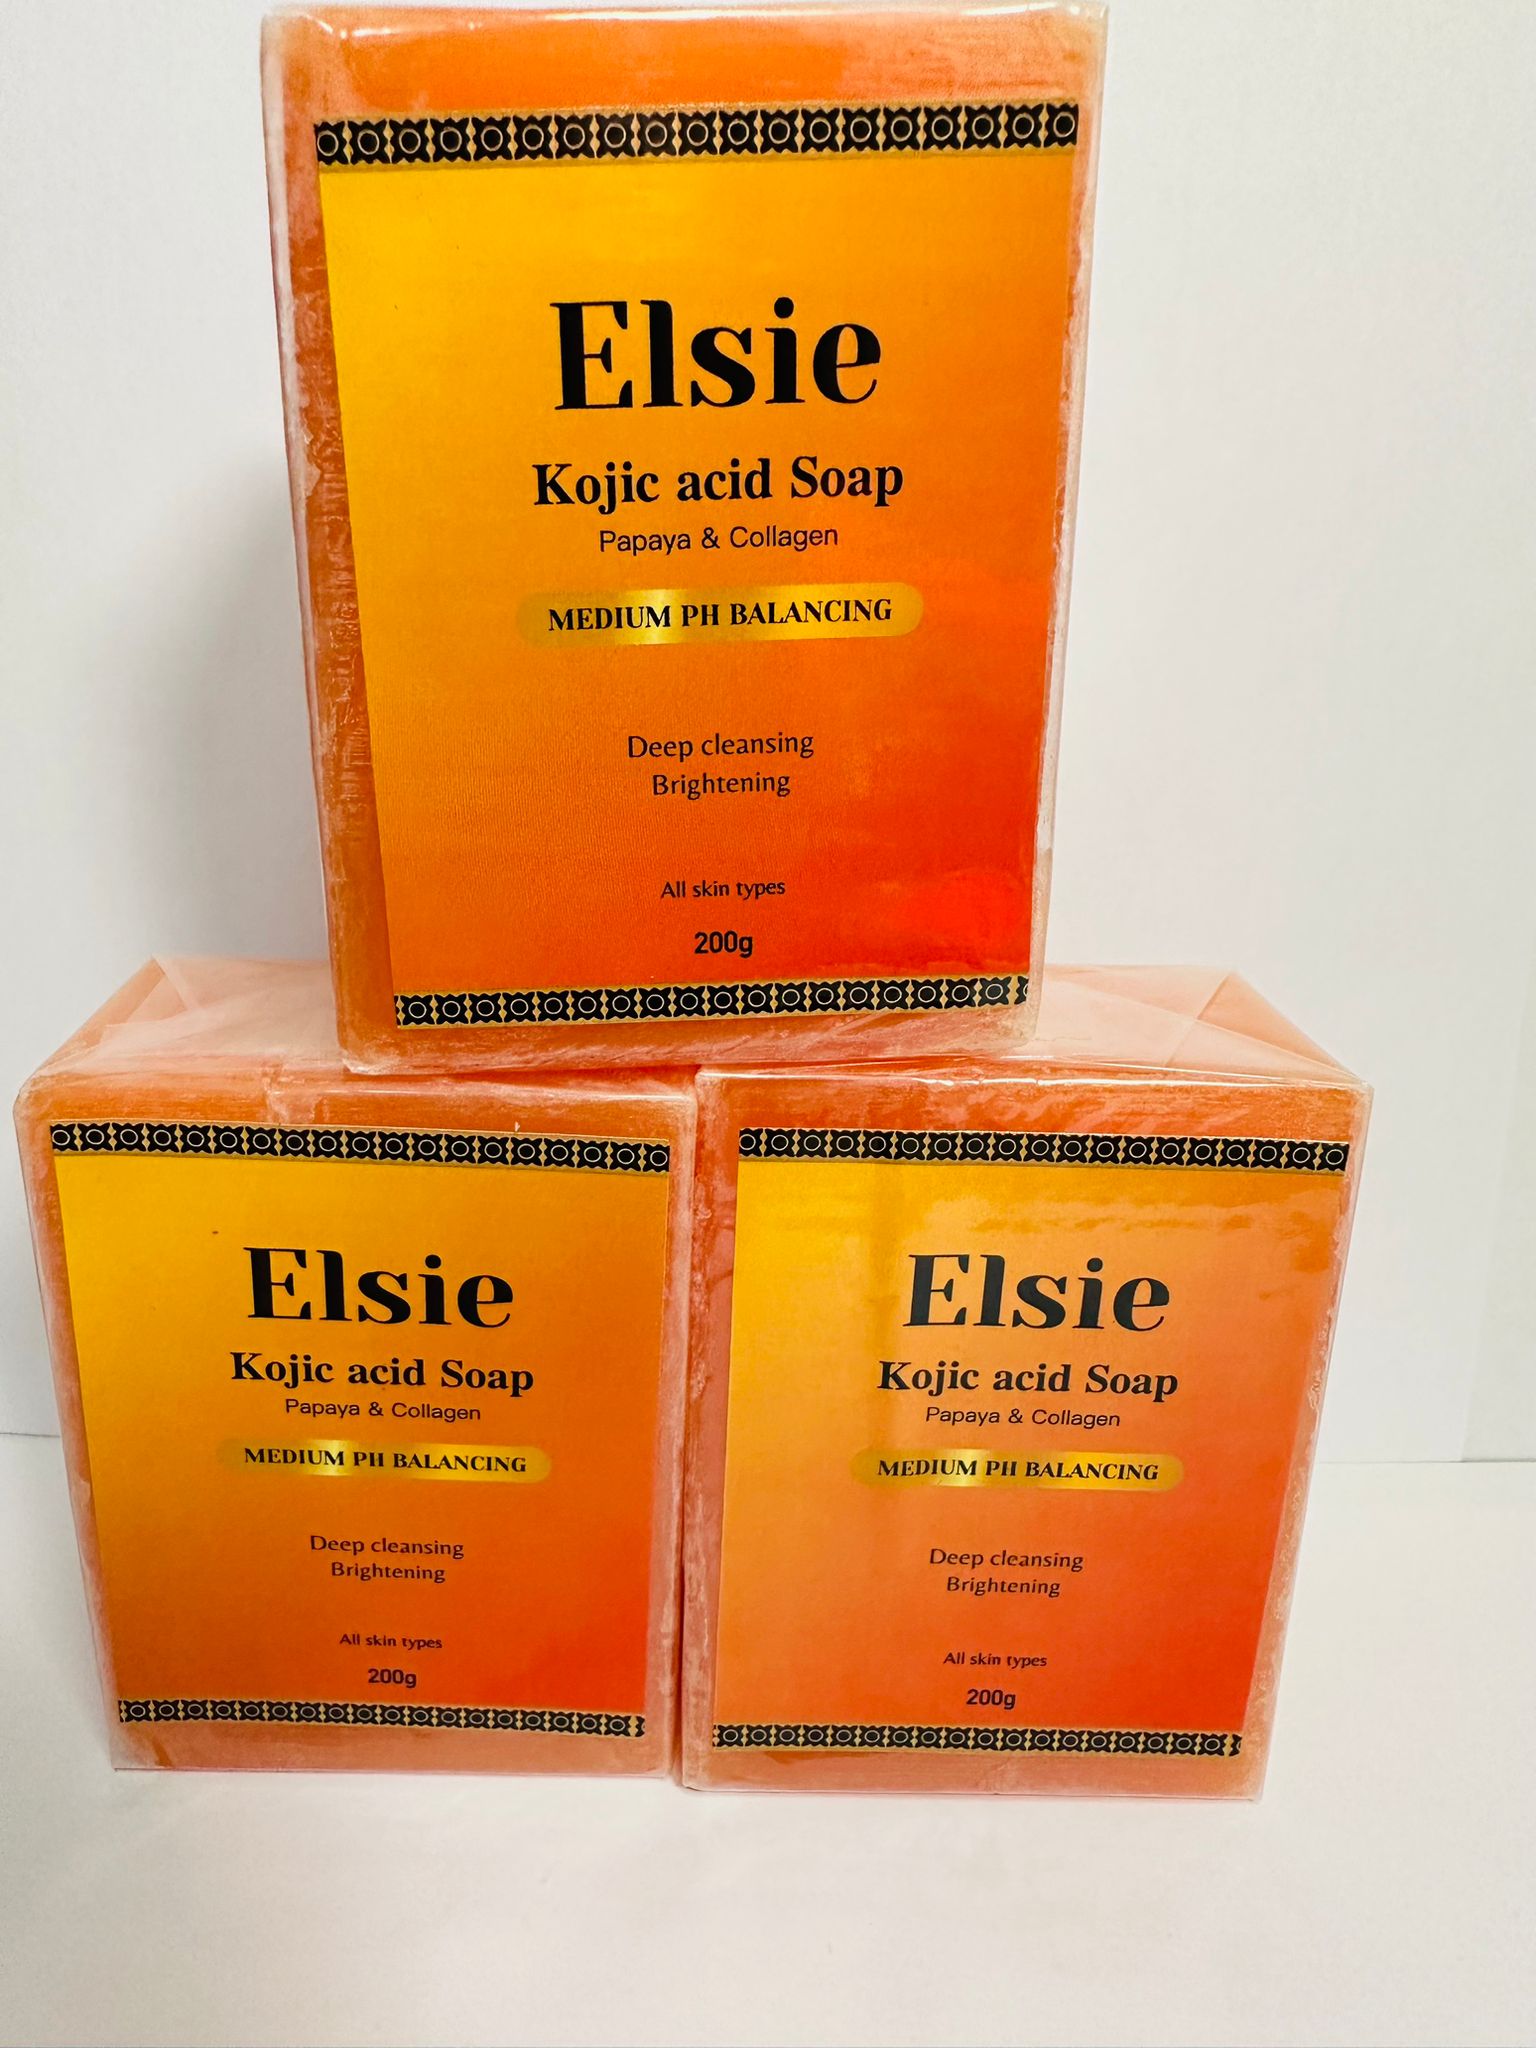 Elsie
Kojic acid Soap
Papaya & Collagen
MEDIUM PH BALANCING
Deep cleansing
Brightening
All skin types
200g
Elsie
Kojic acid Soap
Papaya & Collagen
MEDIUM PH BALANCING
Deep cleansing
Brightening
All skin types
200g
Elsie
Kojic acid Soap
Papaya & Collagen
MEDIUM PH BALANCING
Deep cleansing
Brightening
All skin types
200g